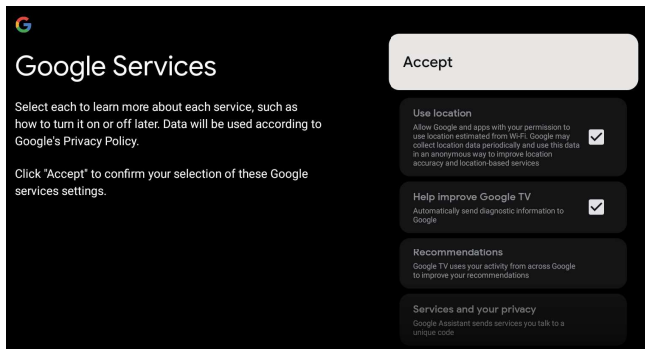 Google Services
Select each to learn more about each service, such as
how to turn it on or off later. Data will be used according to
Google's Privacy Policy.
Click "Accept" to confirm your selection of these Google
services settings.
Accept
Use location
Allow Google and apps with your permission to
use location estimated from Wi-Fi. Google may
collect location data periodically and use this data
in an anonymous way to improve location
accuracy and location-based services
Help improve Google TV
Automatically send diagnostic information to
Google
Recommendations
Google TV uses your activity from across Google
to improve your recommendations
Services and your privacy
Google Assistant sends services you talk to a
unique code